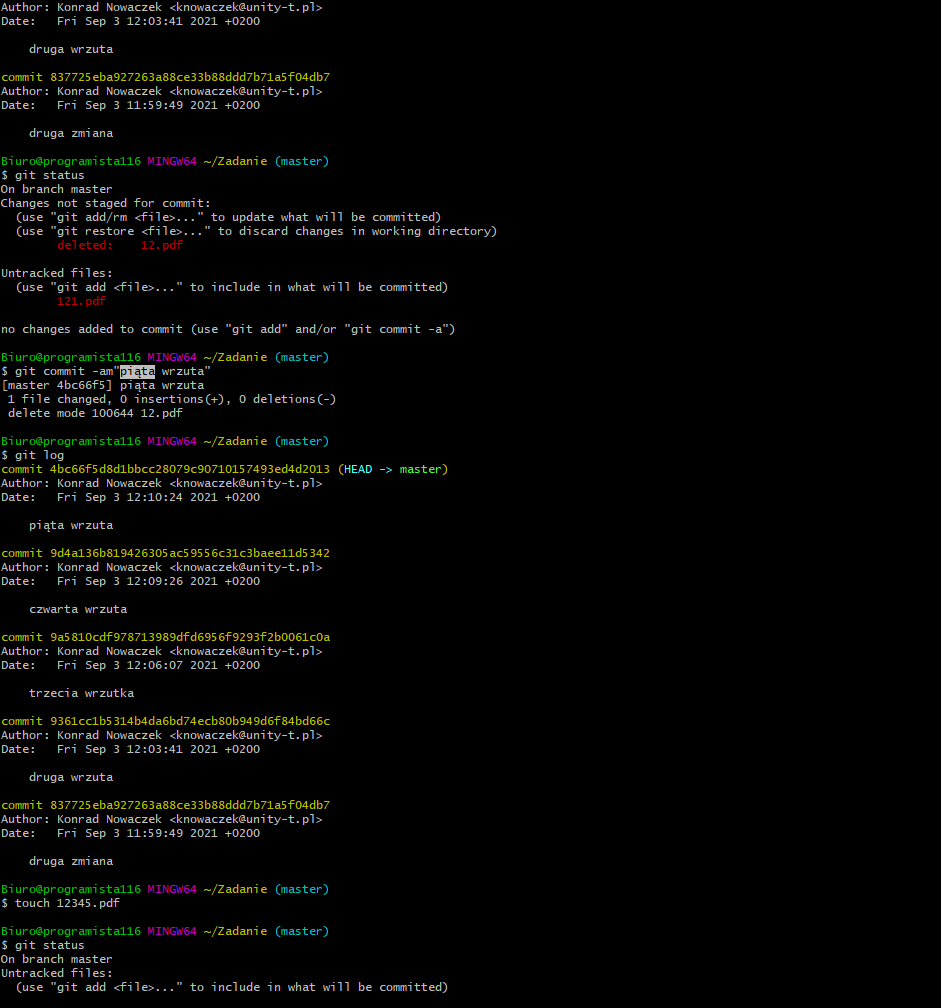 Author: Konrad Nowaczek <knowaczek@unity-t.pl>
Date:   Fri Sep 3 12:03:41 2021 +0200
    druga wrzuta
commit 837725eba927263a88ce33b88ddd7b71a5f04db7
Author: Konrad Nowaczek <knowaczek@unity-t.pl>
Date:   Fri Sep 3 11:59:49 2021 +0200
    druga zmiana
Biuro@programista116 MINGW64 ~/Zadanie (master)
$ git status
On branch master
Changes not staged for commit:
  (use "git add/rm <file>..." to update what will be committed)
  (use "git restore <file>..." to discard changes in working directory)
        deleted:    12.pdf
Untracked files:
  (use "git add <file>..." to include in what will be committed)
        121.pdf
no changes added to commit (use "git add" and/or "git commit -a")
Biuro@programista116 MINGW64 ~/Zadanie (master)
$ git commit -am"piąta wrzuta"
[master 4bc66f5] piąta wrzuta
 1 file changed, 0 insertions(+), 0 deletions(-)
 delete mode 100644 12.pdf
Biuro@programista116 MINGW64 ~/Zadanie (master)
$ git log
commit 4bc66f5d8d1bbcc28079c90710157493ed4d2013 (HEAD -> master)
Author: Konrad Nowaczek <knowaczek@unity-t.pl>
Date:   Fri Sep 3 12:10:24 2021 +0200
    piąta wrzuta
commit 9d4a136b819426305ac59556c31c3baee11d5342
Author: Konrad Nowaczek <knowaczek@unity-t.pl>
Date:   Fri Sep 3 12:09:26 2021 +0200
    czwarta wrzuta
commit 9a5810cdf978713989dfd6956f9293f2b0061c0a
Author: Konrad Nowaczek <knowaczek@unity-t.pl>
Date:   Fri Sep 3 12:06:07 2021 +0200
    trzecia wrzutka
commit 9361cc1b5314b4da6bd74ecb80b949d6f84bd66c
Author: Konrad Nowaczek <knowaczek@unity-t.pl>
Date:   Fri Sep 3 12:03:41 2021 +0200
    druga wrzuta
commit 837725eba927263a88ce33b88ddd7b71a5f04db7
Author: Konrad Nowaczek <knowaczek@unity-t.pl>
Date:   Fri Sep 3 11:59:49 2021 +0200
    druga zmiana
Biuro@programista116 MINGW64 ~/Zadanie (master)
$ touch 12345.pdf
Biuro@programista116 MINGW64 ~/Zadanie (master)
$ git status
On branch master
Untracked files:
  (use "git add <file>..." to include in what will be committed)